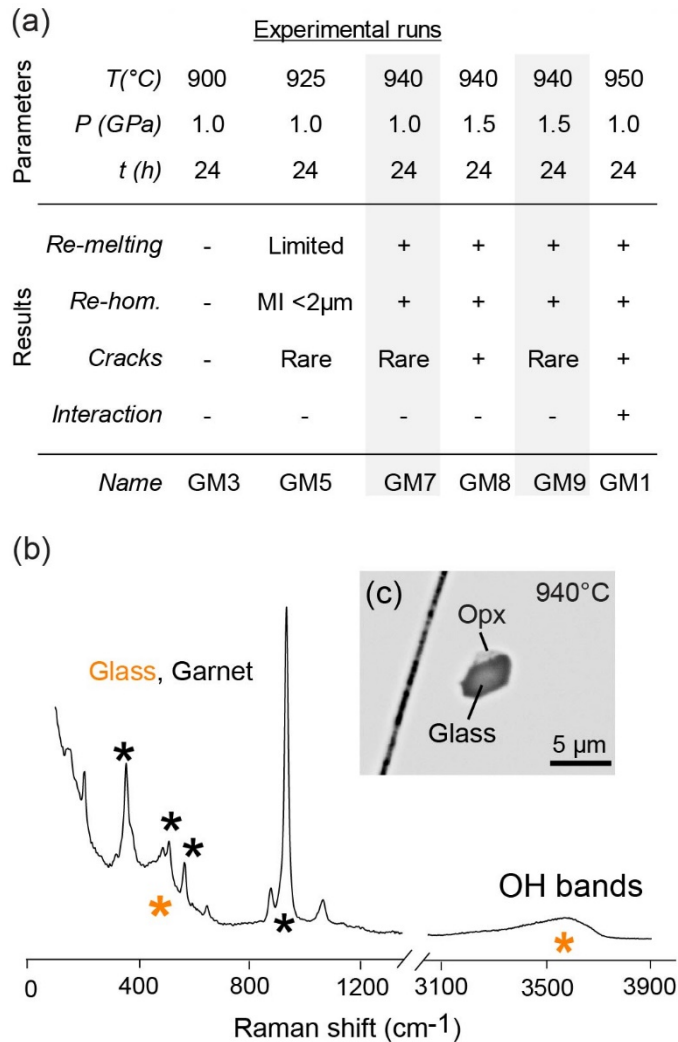 (a)
Experimental runs
Parameters
T(°C) 900 925 940 940 940 950
P (GPa) 1.0 1.0 1.0 1.5 1.5 1.0
t (h) 24 24 24 24 24 24
Results
Re-melting - Limited + + + +
Re-hom. - MI <2µm + + + +
Cracks - Rare Rare + Rare +
Interaction - - - - - +
Name GM3 GM5 GM7 GM8 GM9 GM1
(b)
(c) 940°C
Opx
Glass
5 µm
Glass, Garnet
* * *
* * *
OH bands
0 400 800 1200 3100 3500 3900
Raman shift (cm-1)